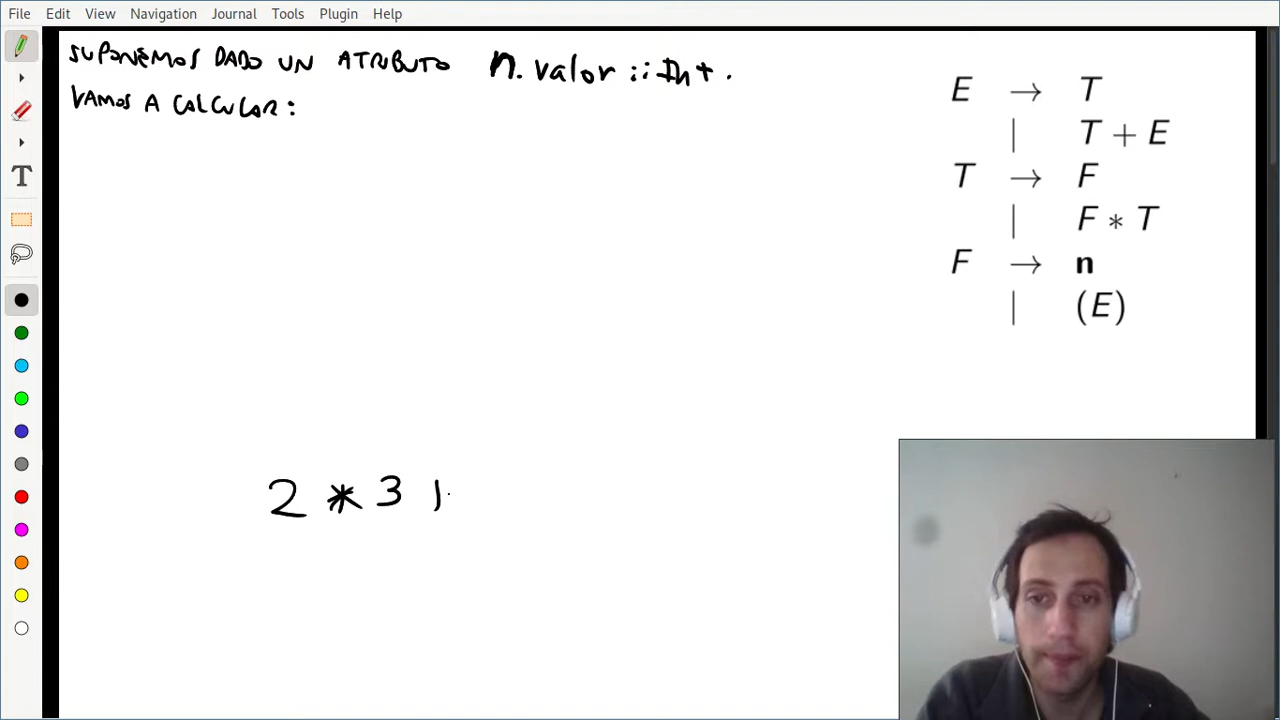 File Edit View Navigation Journal Tools Plugin Help
SUPONEMOS DADO UN ATRIBUTO n.valor :: Int.
VAMOS A CALCULAR:
E → T
| T + E
T → F
| F * T
F → n
| (E)
T
2 * 3